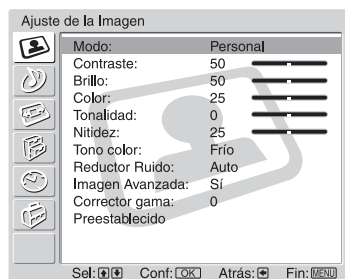 Ajuste de la Imagen
Modo: Personal
Contraste: 50
Brillo: 50
Color: 25
Tonalidad: 0
Nitidez: 25
Tono color: Frío
Reductor Ruido: Auto
Imagen Avanzada: Sí
Corrector gama: 0
Preestablecido
Sel: Conf: OK Atrás: Fin: MENU